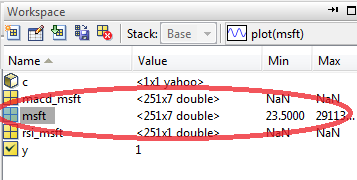 Workspace
Stack: Base plot(msft)
Name Value Min Max
c <1x1 yahoo>
macd_msft <251x7 double> NaN NaN
msft <251x7 double> 23.5000 29113...
rsi_msft <251x1 double> NaN NaN
y 1